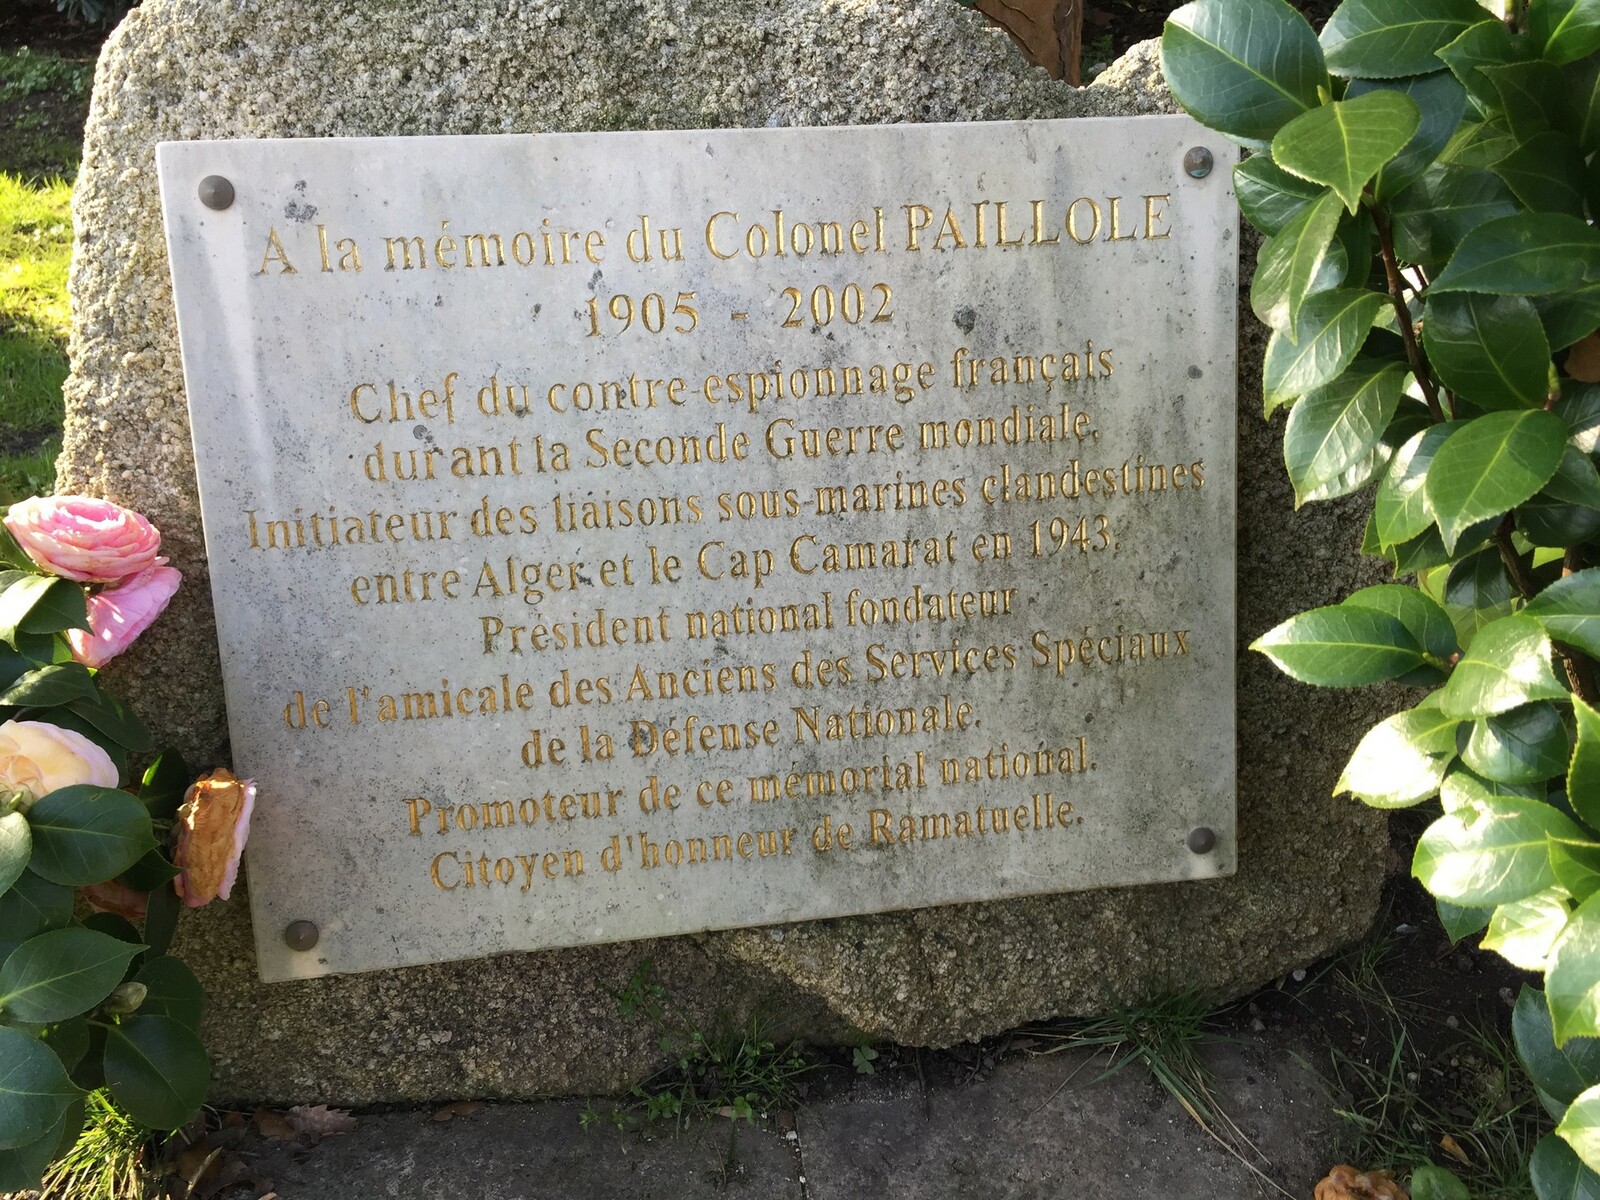 A la mémoire du Colonel PAILLOLE
1905 - 2002
Chef du contre-espionnage français
durant la Seconde Guerre mondiale.
Initiateur des liaisons sous-marines clandestines
entre Alger et le Cap Camarat en 1943.
Président national fondateur
de l'amicale des Anciens des Services Spéciaux
de la Défense Nationale.
Promoteur de ce mémorial national.
Citoyen d'honneur de Ramatuelle.